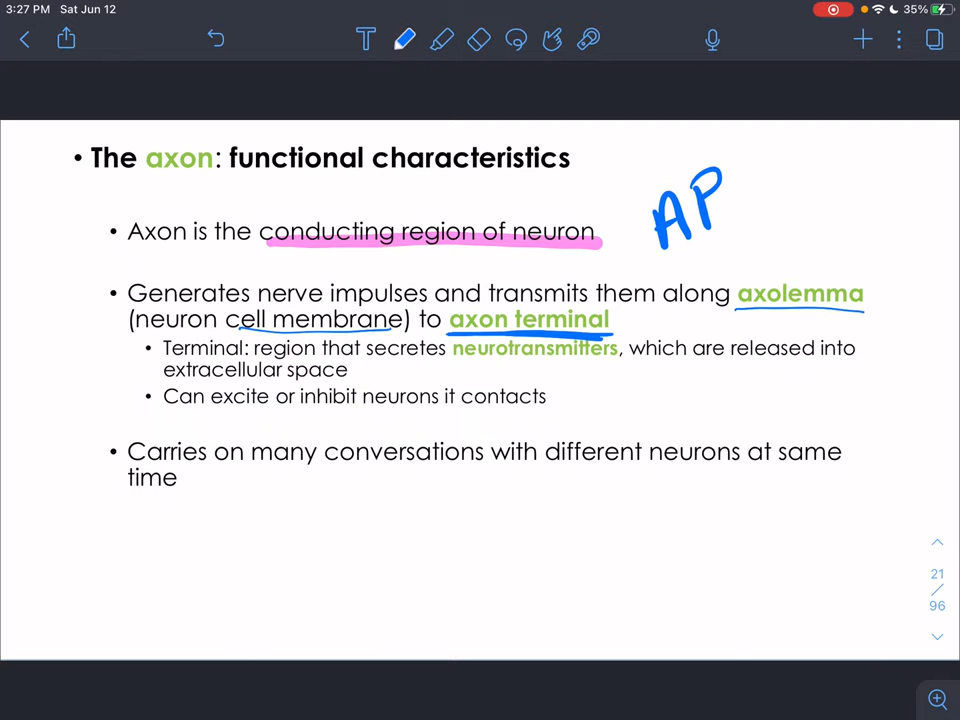 3:27 PM Sat Jun 12
35%
• The axon: functional characteristics
AP
• Axon is the conducting region of neuron
• Generates nerve impulses and transmits them along axolemma
(neuron cell membrane) to axon terminal
• Terminal: region that secretes neurotransmitters, which are released into
extracellular space
• Can excite or inhibit neurons it contacts
• Carries on many conversations with different neurons at same
time
21
/
96